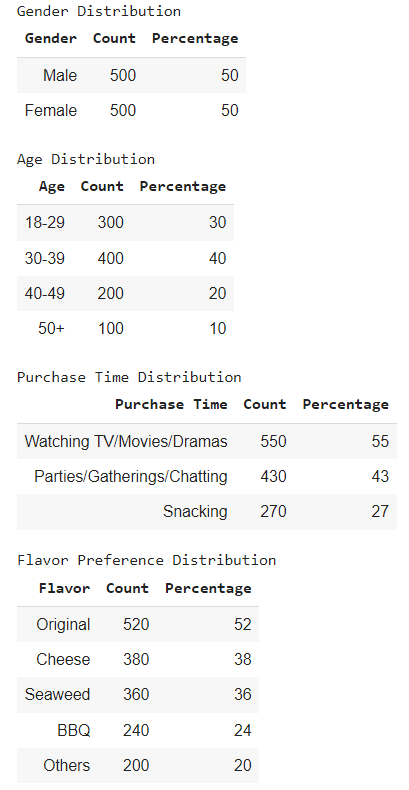 Gender Distribution
Gender Count Percentage
Male 500 50
Female 500 50
Age Distribution
Age Count Percentage
18-29 300 30
30-39 400 40
40-49 200 20
50+ 100 10
Purchase Time Distribution
Purchase Time Count Percentage
Watching TV/Movies/Dramas 550 55
Parties/Gatherings/Chatting 430 43
Snacking 270 27
Flavor Preference Distribution
Flavor Count Percentage
Original 520 52
Cheese 380 38
Seaweed 360 36
BBQ 240 24
Others 200 20